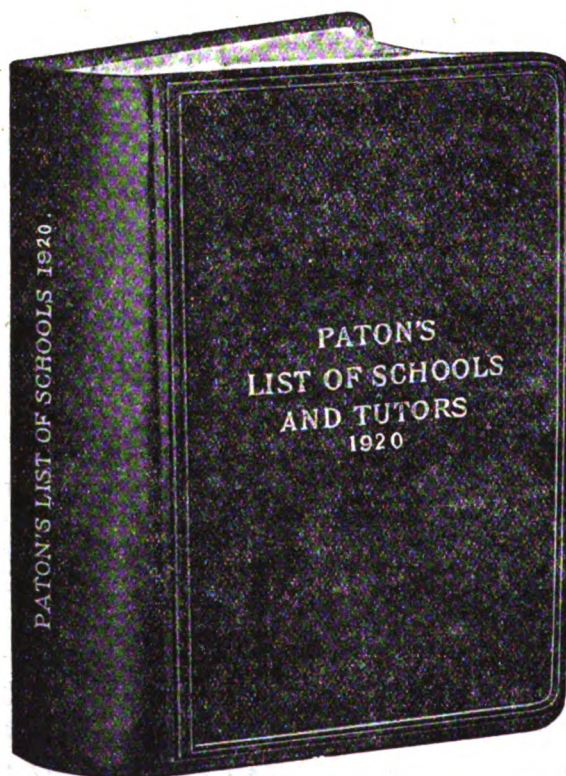 PATON'S LIST OF SCHOOLS 1920.
PATON'S
LIST OF SCHOOLS
AND TUTORS
1920